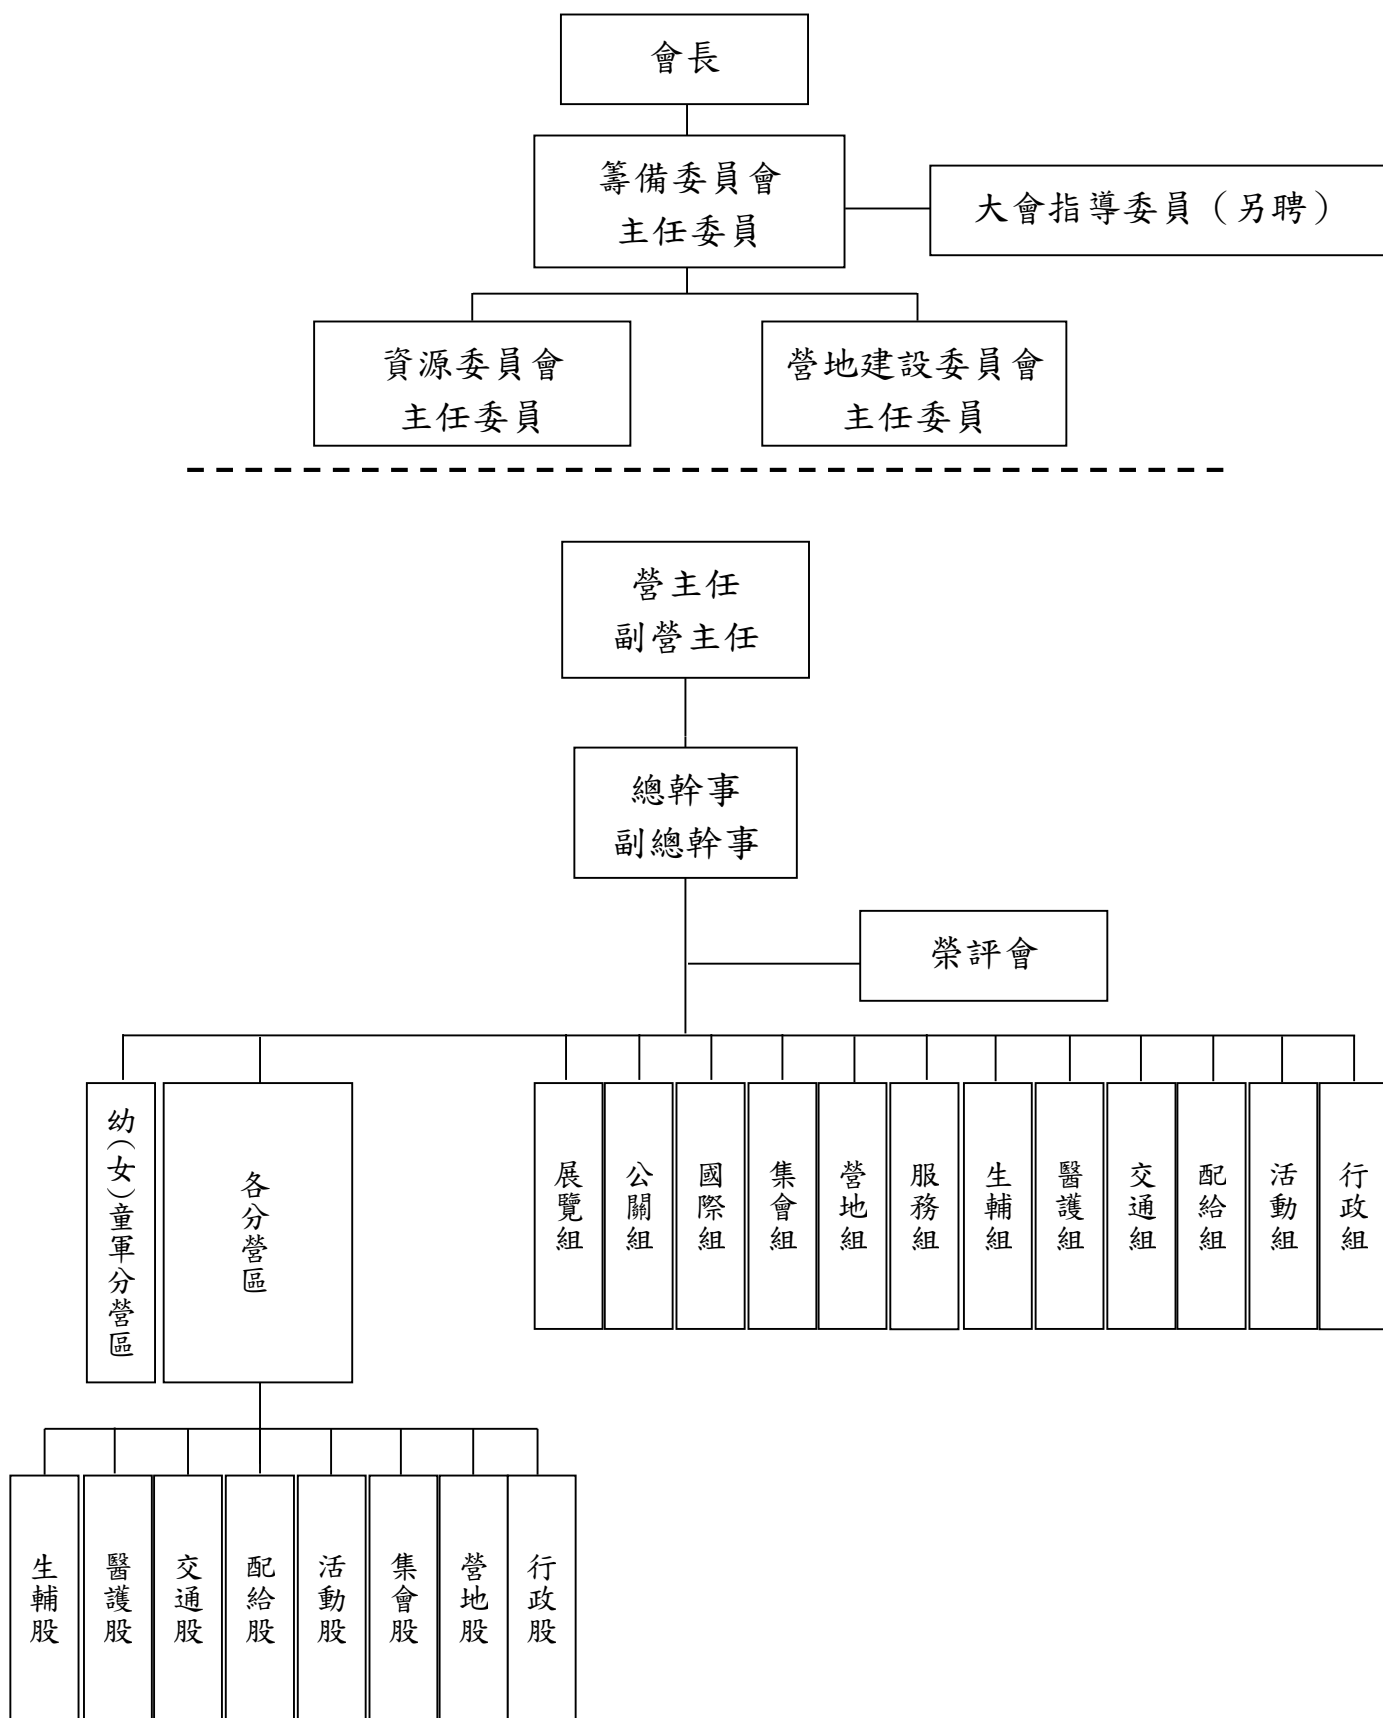 會長
籌備委員會
主任委員
大會指導委員（另聘）
資源委員會
主任委員
營地建設委員會
主任委員
營主任
副營主任
總幹事
副總幹事
榮評會
幼(女)童軍分營區
各分營區
展覽組
公關組
國際組
集會組
營地組
服務組
生輔組
醫護組
交通組
配給組
活動組
行政組
生輔股
醫護股
交通股
配給股
活動股
集會股
營地股
行政股